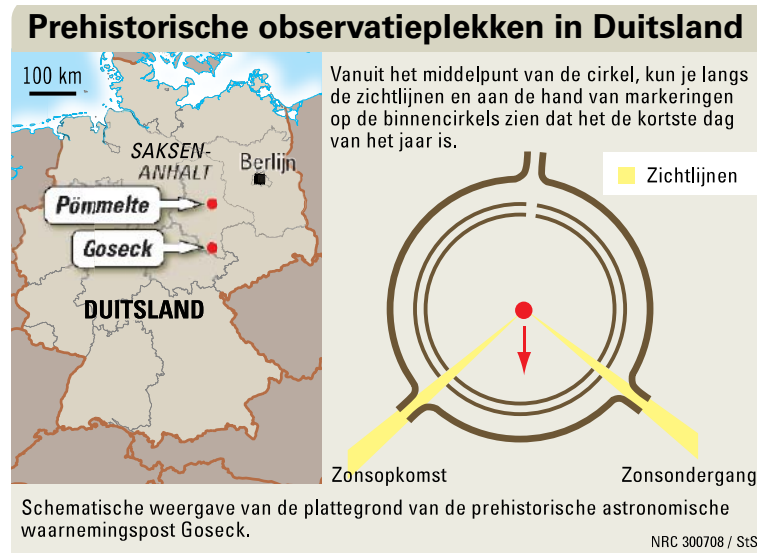 Prehistorische observatieplekken in Duitsland
100 km
SAKSEN-
ANHALT
Berlijn
Pömmelte
Goseck
DUITSLAND
Vanuit het middelpunt van de cirkel, kun je langs
de zichtlijnen en aan de hand van markeringen
op de binnencirkels zien dat het de kortste dag
van het jaar is.
Zichtlijnen
Zonsopkomst
Zonsondergang
Schematische weergave van de plattegrond van de prehistorische astronomische
waarnemingspost Goseck.
NRC 300708 / StS